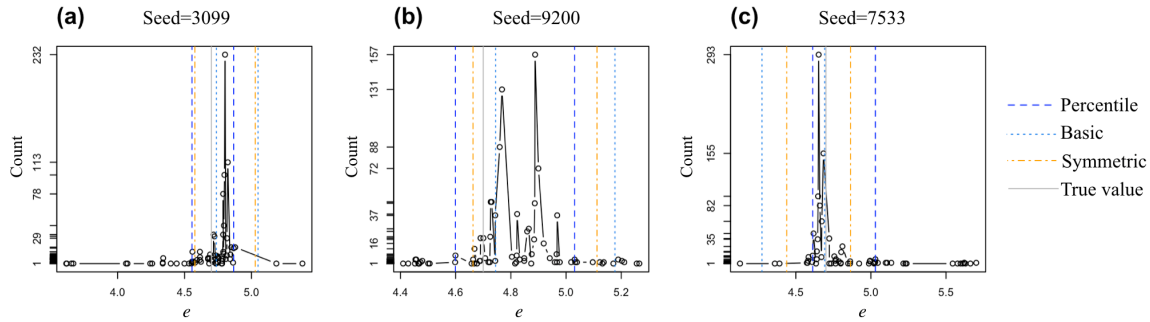 (a) Seed=3099
(b) Seed=9200
(c) Seed=7533
Count
232
113
78
29
1
4.0 4.5 5.0
e
Count
157
131
88
72
37
16
1
4.4 4.6 4.8 5.0 5.2
e
Count
293
155
82
35
1
4.5 5.0 5.5
e
Percentile
Basic
Symmetric
True value